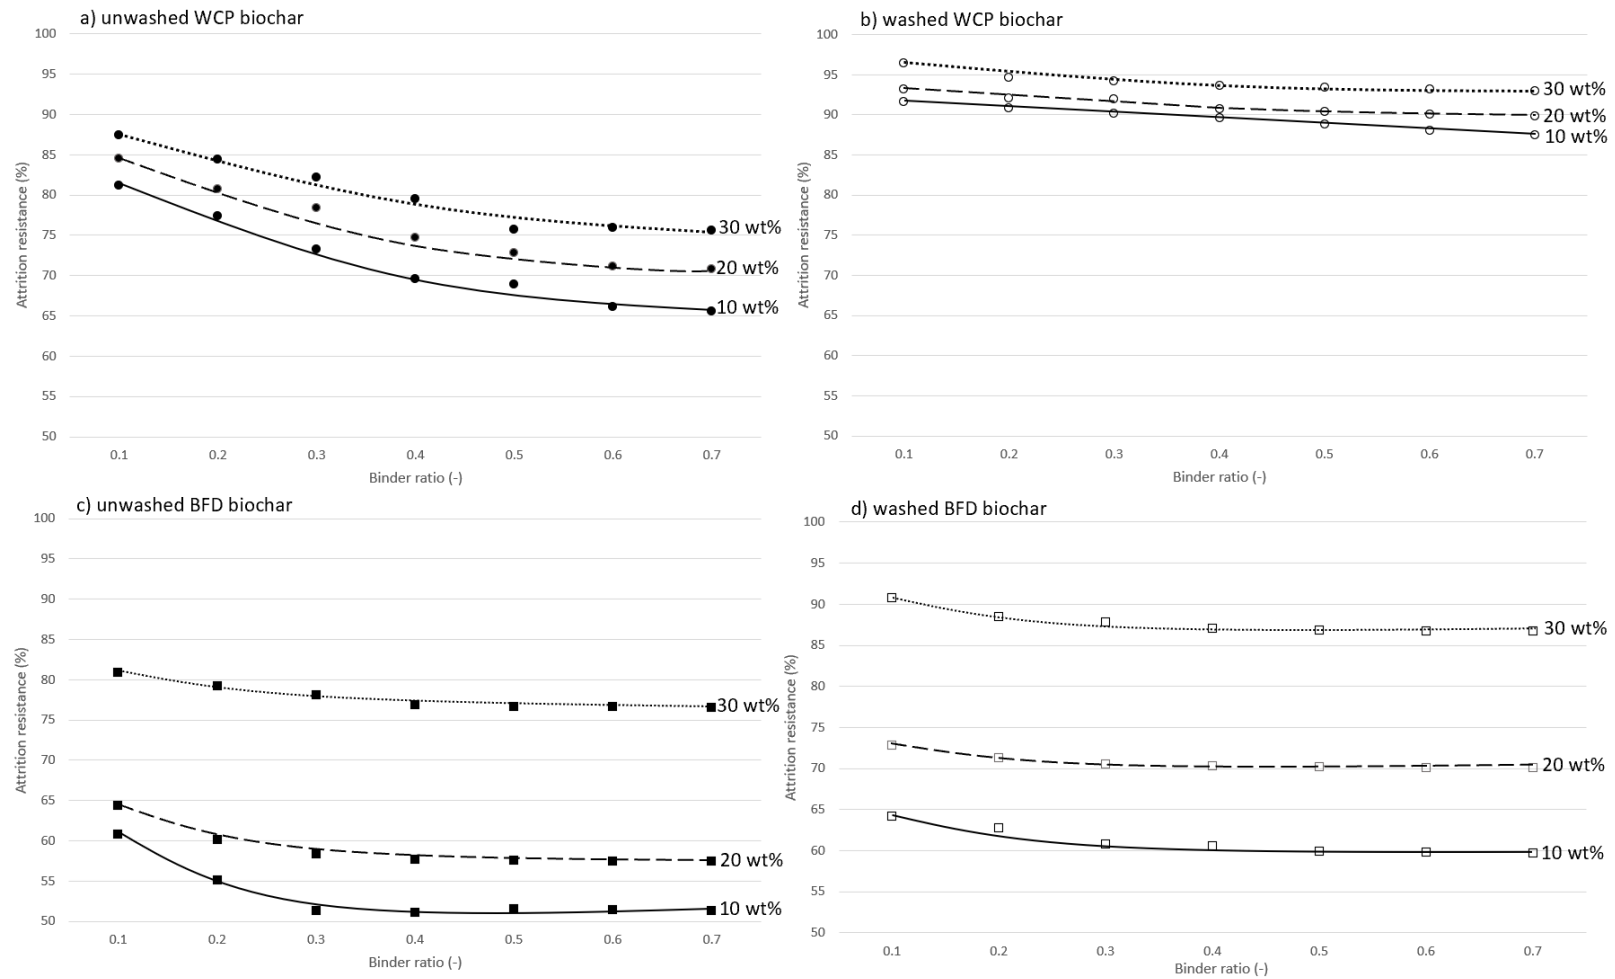 a) unwashed WCP biochar
100
95
90
85
80
75
70
65
60
55
50
Attrition resistance (%)
30 wt%
20 wt%
10 wt%
0.1 0.2 0.3 0.4 0.5 0.6 0.7
Binder ratio (-)
b) washed WCP biochar
100
95
90
85
80
75
70
65
60
55
50
Attrition resistance (%)
30 wt%
20 wt%
10 wt%
0.1 0.2 0.3 0.4 0.5 0.6 0.7
Binder ratio (-)
c) unwashed BFD biochar
100
95
90
85
80
75
70
65
60
55
50
Attrition resistance (%)
30 wt%
20 wt%
10 wt%
0.1 0.2 0.3 0.4 0.5 0.6 0.7
Binder ratio (-)
d) washed BFD biochar
100
95
90
85
80
75
70
65
60
55
50
Attrition resistance (%)
30 wt%
20 wt%
10 wt%
0.1 0.2 0.3 0.4 0.5 0.6 0.7
Binder ratio (-)